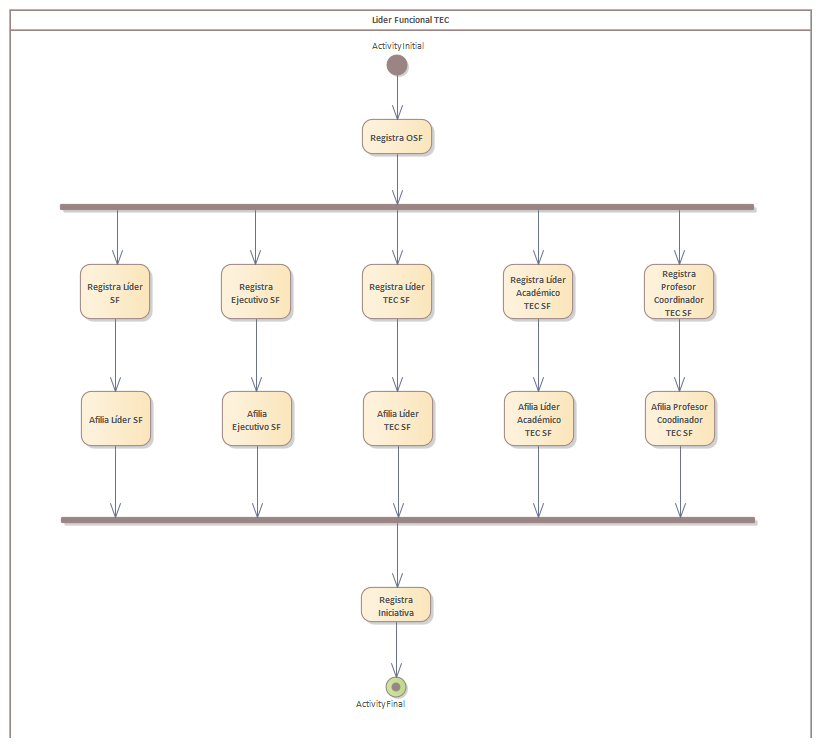 Lider Funcional TEC
ActivityInitial
Registra OSF
Registra Líder
SF
Registra
Ejecutivo SF
Registra Líder
TEC SF
Registra Líder
Académico
TEC SF
Registra
Profesor
Coordinador
TEC SF
Afilia Líder SF
Afilia
Ejecutivo SF
Afilia Líder
TEC SF
Afilia Líder
Académico
TEC SF
Afilia Profesor
Coodinador
TEC SF
Registra
Iniciativa
ActivityFinal